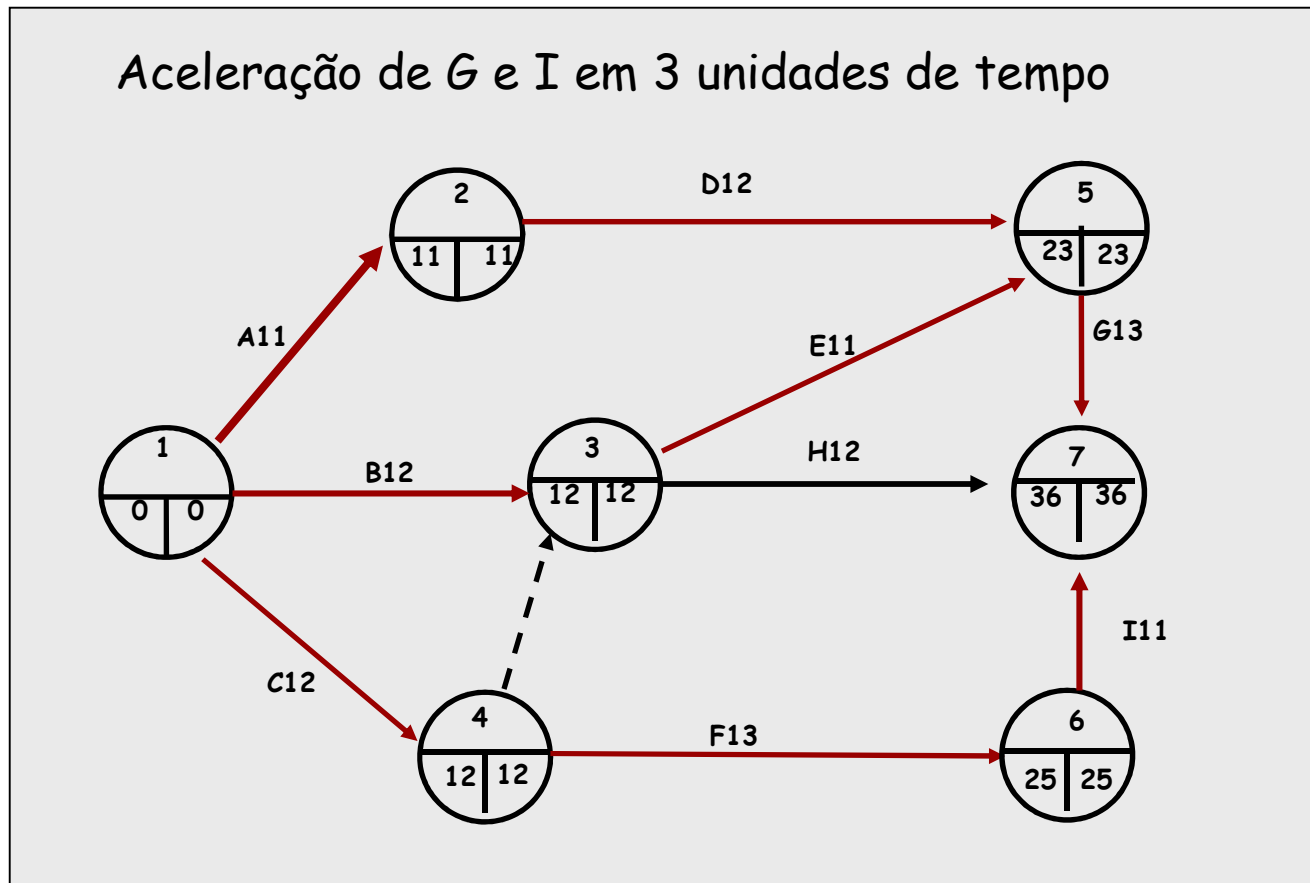 Aceleração de G e I em 3 unidades de tempo
D12
2
11 11
5
23 23
A11
E11
G13
1
0 0
B12
3
12 12
H12
7
36 36
C12
I11
4
12 12
F13
6
25 25